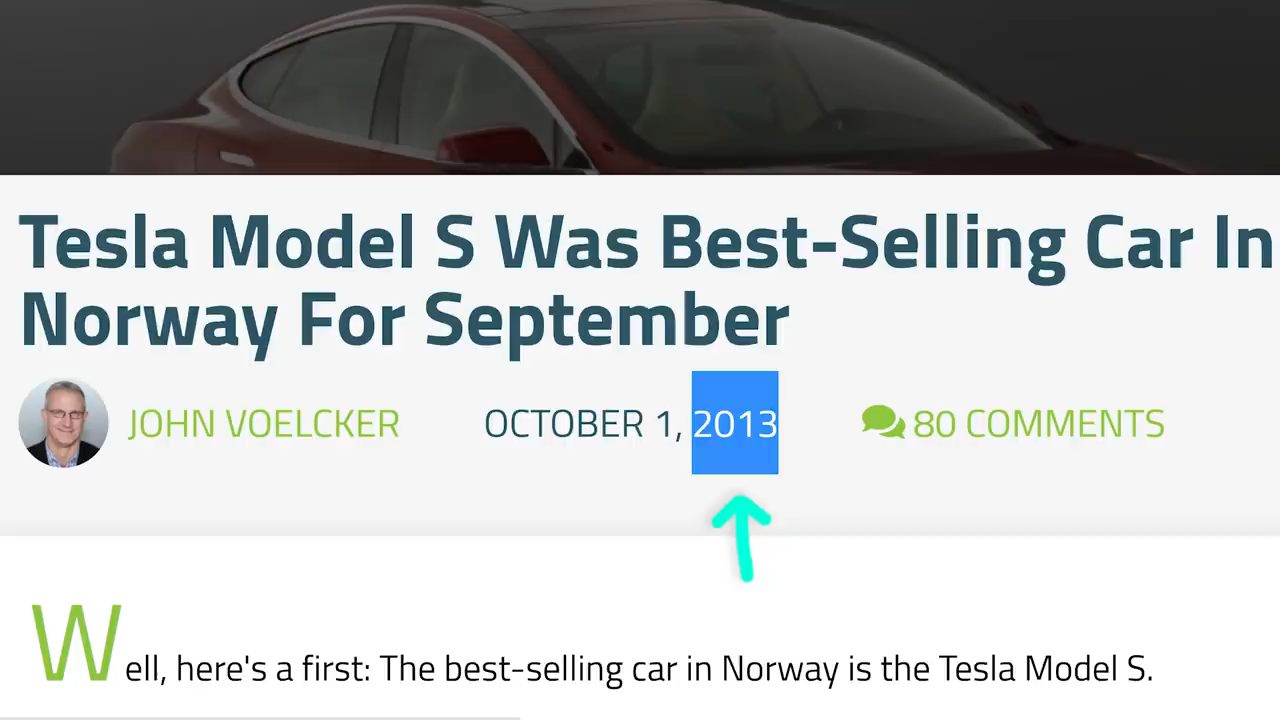 Tesla Model S Was Best-Selling Car In
Norway For September
JOHN VOELCKER OCTOBER 1, 2013 80 COMMENTS
Well, here's a first: The best-selling car in Norway is the Tesla Model S.